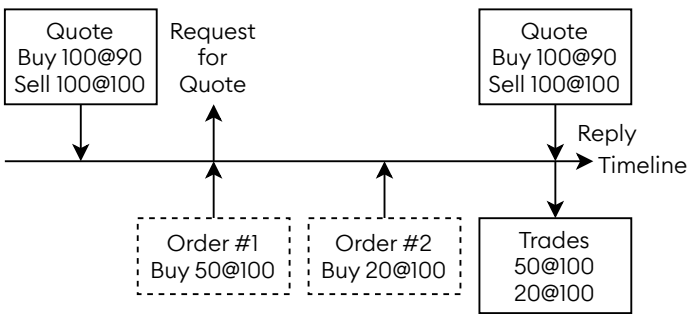 Quote
Buy 100@90
Sell 100@100
Request
for
Quote
Quote
Buy 100@90
Sell 100@100
Reply
Timeline
Order #1
Buy 50@100
Order #2
Buy 20@100
Trades
50@100
20@100